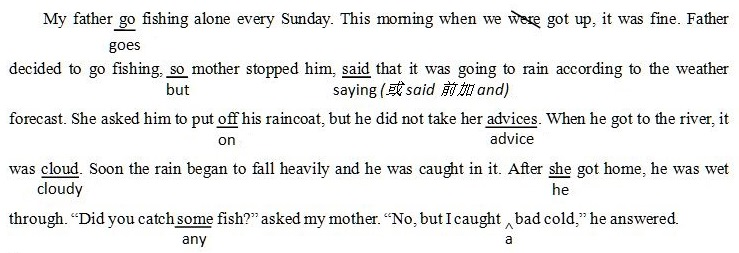 My father go fishing alone every Sunday. This morning when we were got up, it was fine. Father
goes
decided to go fishing, so mother stopped him, said that it was going to rain according to the weather
but saying (或 said 前加 and)
forecast. She asked him to put off his raincoat, but he did not take her advices. When he got to the river, it
on advice
was cloud. Soon the rain began to fall heavily and he was caught in it. After she got home, he was wet
cloudy he
through. “Did you catch some fish?” asked my mother. “No, but I caught ^ bad cold,” he answered.
any a